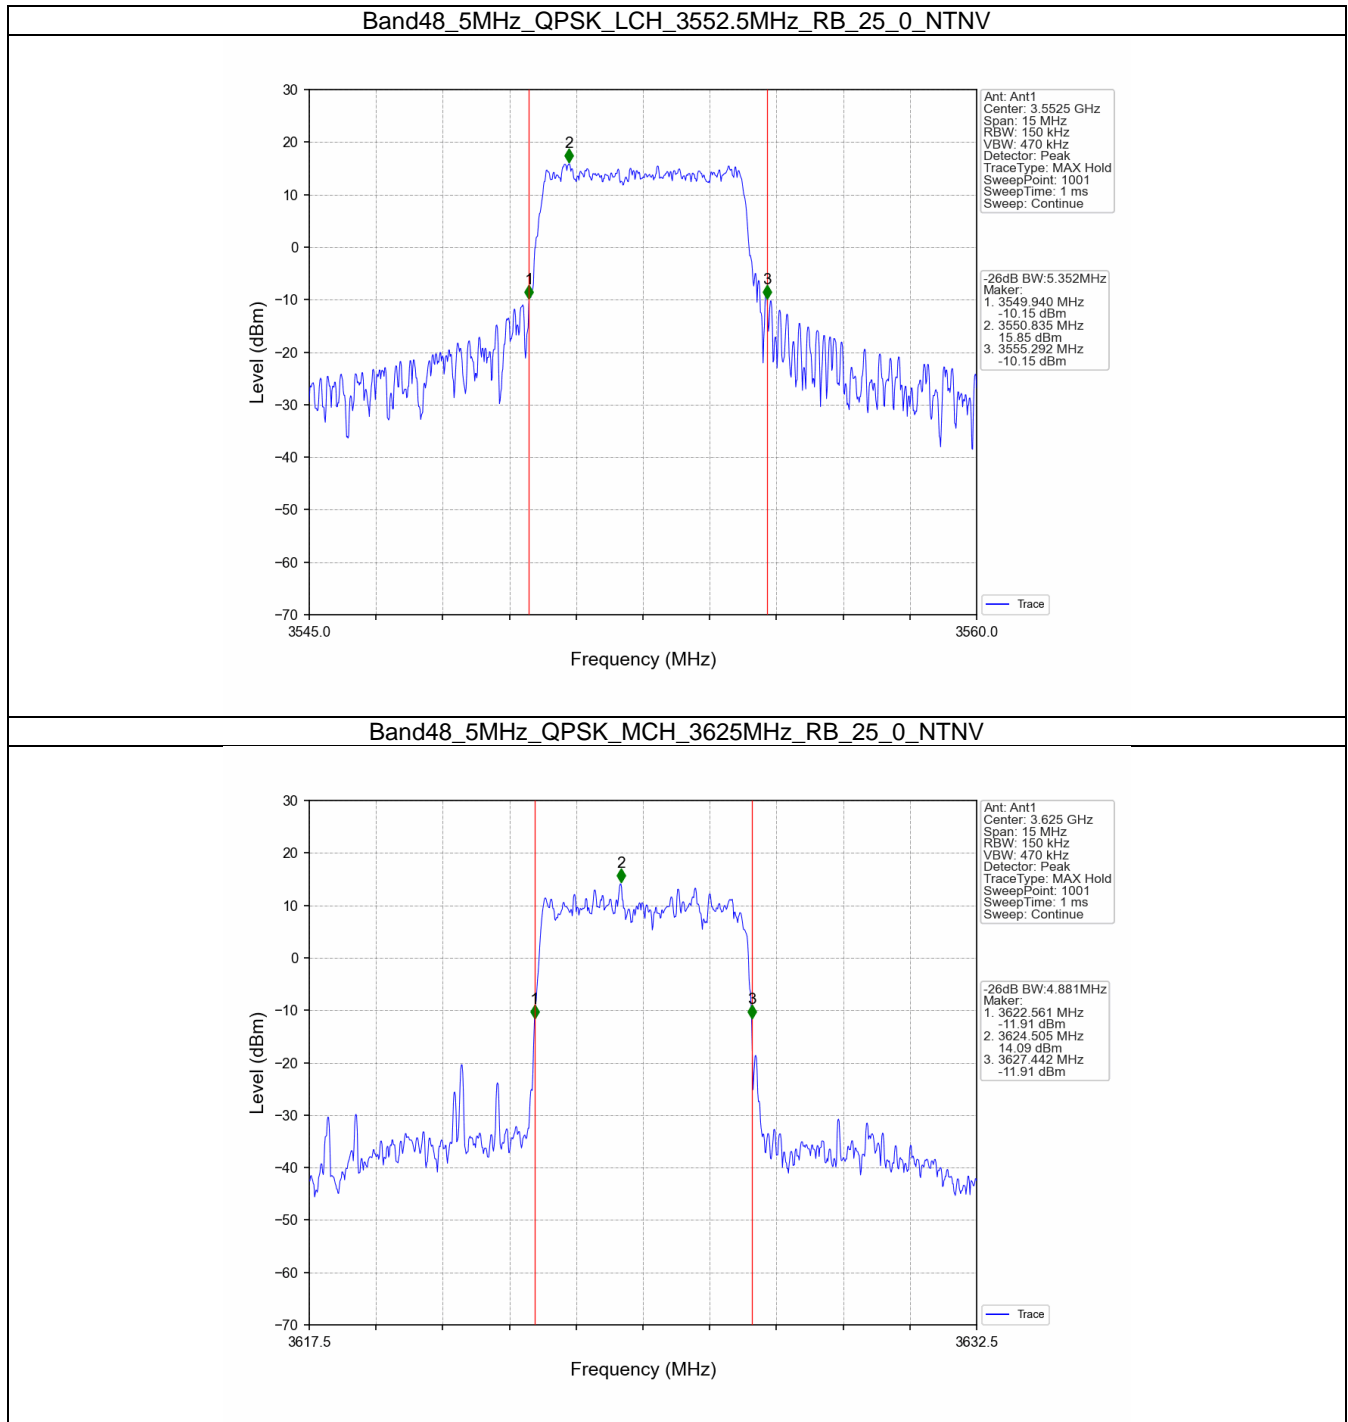 Band48_5MHz_QPSK_LCH_3552.5MHz_RB_25_0_NTNV
30
20
10
0
−10
−20
−30
−40
−50
−60
−70
Level (dBm)
3545.0
3560.0
Frequency (MHz)
1
2
3
Ant: Ant1
Center: 3.5525 GHz
Span: 15 MHz
RBW: 150 kHz
VBW: 470 kHz
Detector: Peak
TraceType: MAX Hold
SweepPoint: 1001
SweepTime: 1 ms
Sweep: Continue
-26dB BW:5.352MHz
Maker:
1. 3549.940 MHz
-10.15 dBm
2. 3550.835 MHz
15.85 dBm
3. 3555.292 MHz
-10.15 dBm
Trace
Band48_5MHz_QPSK_MCH_3625MHz_RB_25_0_NTNV
30
20
10
0
−10
−20
−30
−40
−50
−60
−70
Level (dBm)
3617.5
3632.5
Frequency (MHz)
1
2
3
Ant: Ant1
Center: 3.625 GHz
Span: 15 MHz
RBW: 150 kHz
VBW: 470 kHz
Detector: Peak
TraceType: MAX Hold
SweepPoint: 1001
SweepTime: 1 ms
Sweep: Continue
-26dB BW:4.881MHz
Maker:
1. 3622.561 MHz
-11.91 dBm
2. 3624.505 MHz
14.09 dBm
3. 3627.442 MHz
-11.91 dBm
Trace